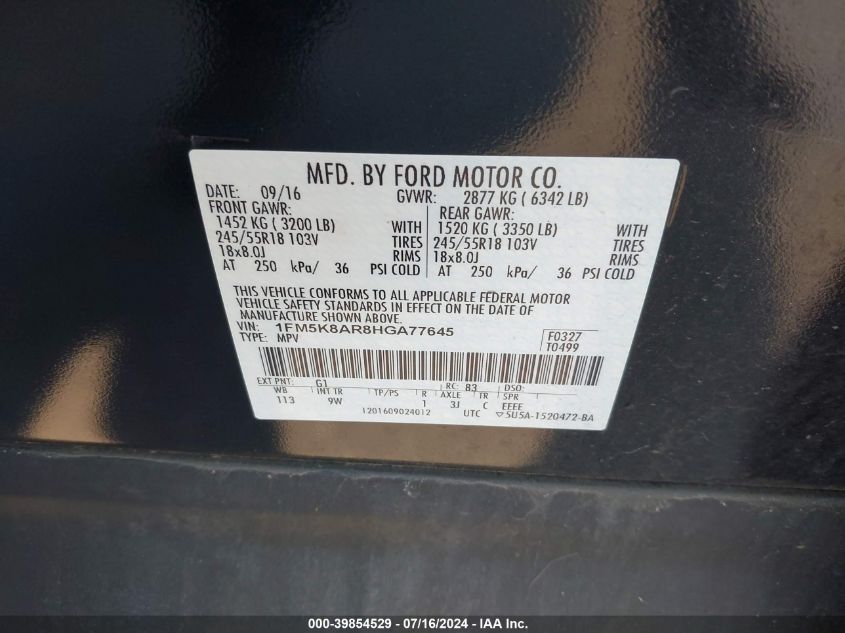 MFD. BY FORD MOTOR CO.
DATE: 09/16 GVWR: 2877 KG ( 6342 LB)
FRONT GAWR: REAR GAWR:
1452 KG ( 3200 LB) WITH 1520 KG ( 3350 LB) WITH
245/55R18 103V TIRES 245/55R18 103V TIRES
18x8.0J RIMS 18x8.0J RIMS
AT 250 kPa/ 36 PSI COLD AT 250 kPa/ 36 PSI COLD
THIS VEHICLE CONFORMS TO ALL APPLICABLE FEDERAL MOTOR
VEHICLE SAFETY STANDARDS IN EFFECT ON THE DATE OF
MANUFACTURE SHOWN ABOVE.
VIN: 1FM5K8AR8HGA77645 F0327
TYPE: MPV T0499
EXT PNT: G1 RC: 83 DSO:
WB INT TR TP/PS R AXLE TR SPR
113 9W 1 3J C EEEE
1201609024012 UTC ▽5U5A-1520472-BA
000-39854529 - 07/16/2024 - IAA Inc.